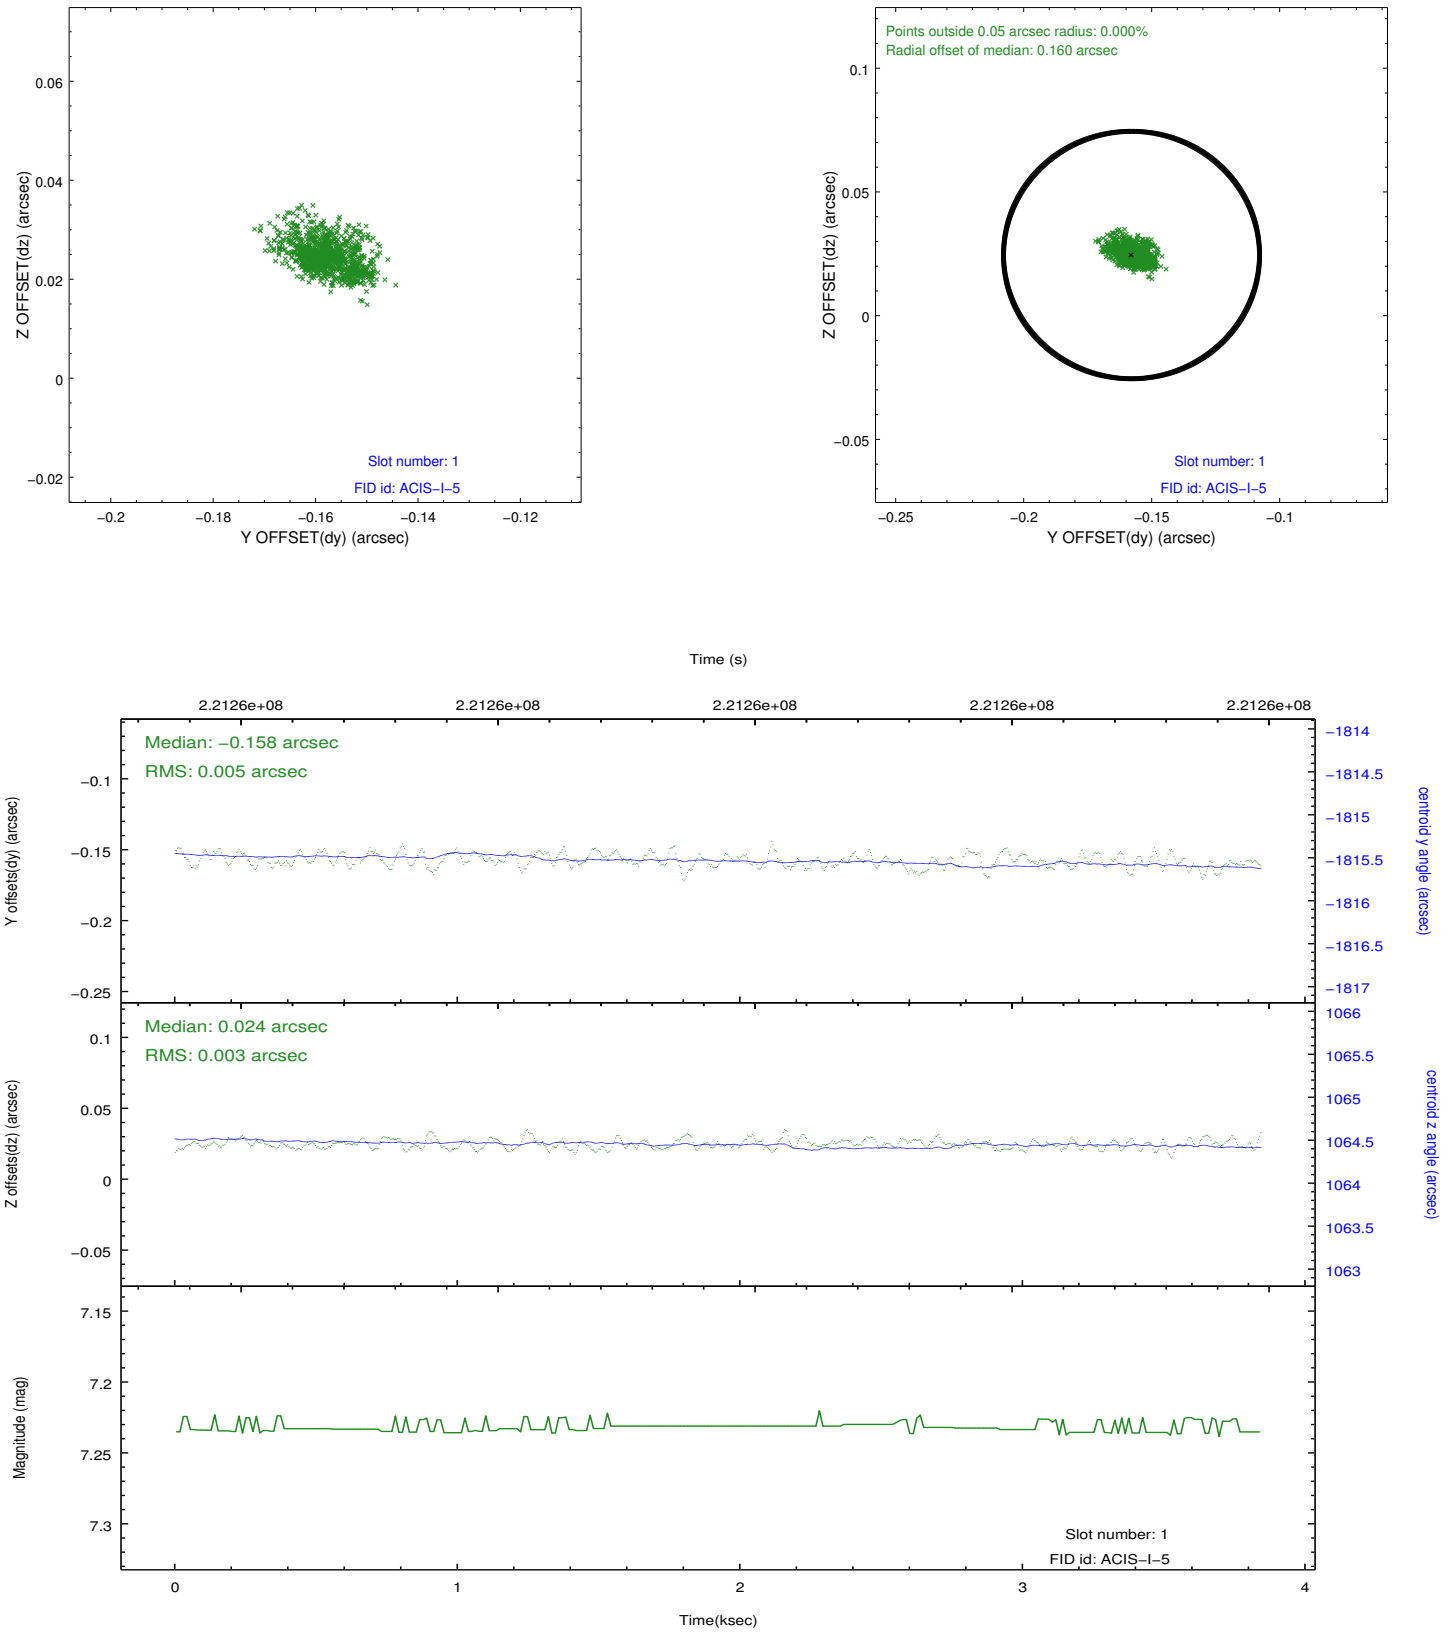 0.06
0.04
0.02
0
−0.02
Z OFFSET(dz) (arcsec)
−0.2
−0.18
−0.16
−0.14
−0.12
Y OFFSET(dy) (arcsec)
Slot number: 1
FID id: ACIS−I−5
Points outside 0.05 arcsec radius: 0.000%
Radial offset of median: 0.160 arcsec
0.1
0.05
0
−0.05
Z OFFSET(dz) (arcsec)
Slot number: 1
FID id: ACIS−I−5
−0.25
−0.2
−0.15
−0.1
Y OFFSET(dy) (arcsec)
Time (s)
2.2126e+08
2.2126e+08
2.2126e+08
2.2126e+08
2.2126e+08
Median: −0.158 arcsec
RMS: 0.005 arcsec
−0.1
−0.15
−0.2
−0.25
Y offsets(dy) (arcsec)
−1814
−1814.5
−1815
−1815.5
−1816
−1816.5
−1817
centroid y angle (arcsec)
Median: 0.024 arcsec
RMS: 0.003 arcsec
0.1
0.05
0
−0.05
Z offsets(dz) (arcsec)
1066
1065.5
1065
1064.5
1064
1063.5
1063
centroid z angle (arcsec)
7.15
7.2
7.25
7.3
Magnitude (mag)
Slot number: 1
FID id: ACIS−I−5
0
1
2
3
4
Time(ksec)